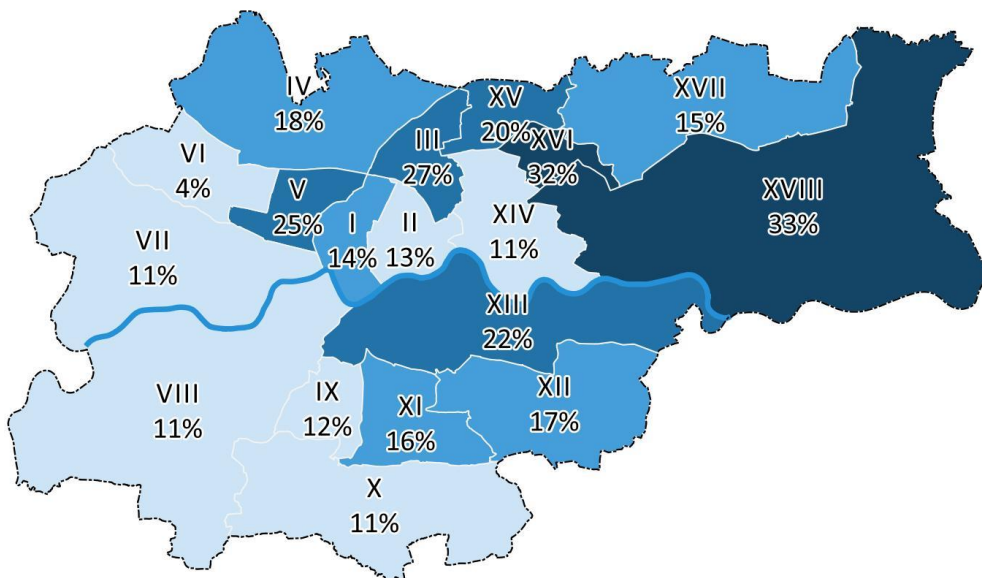 IV
18%
XV
20%
XVII
15%
III
27%
XVI
32%
VI
4%
V
25%
XVIII
33%
I
14%
II
13%
XIV
11%
VII
11%
XIII
22%
VIII
11%
IX
12%
XI
16%
XII
17%
X
11%